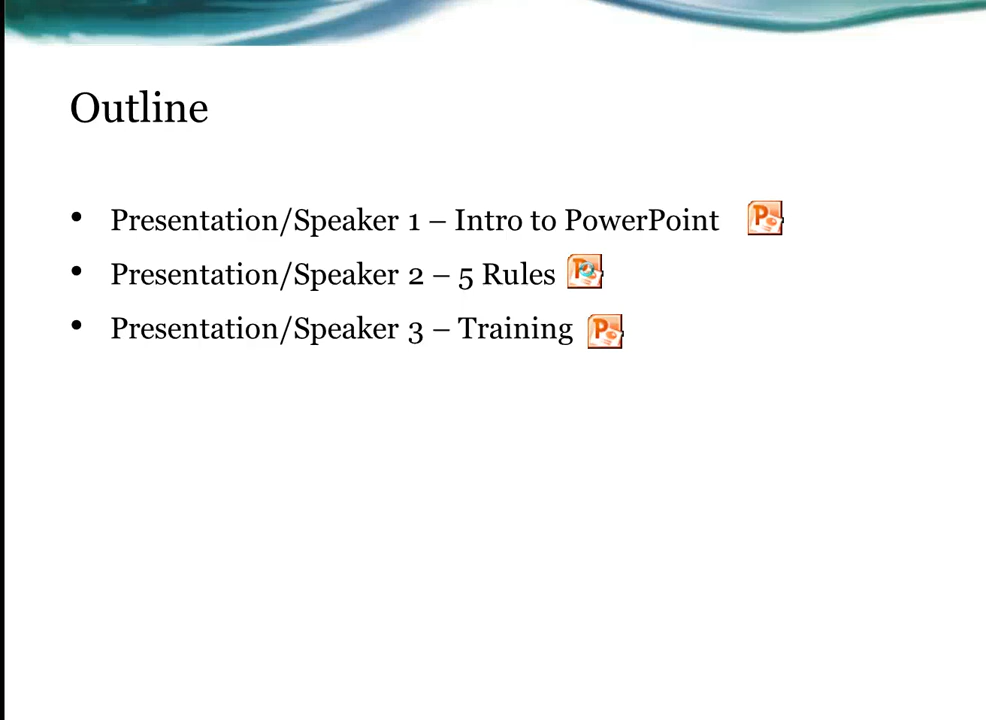 Outline
• Presentation/Speaker 1 – Intro to PowerPoint
• Presentation/Speaker 2 – 5 Rules
• Presentation/Speaker 3 – Training